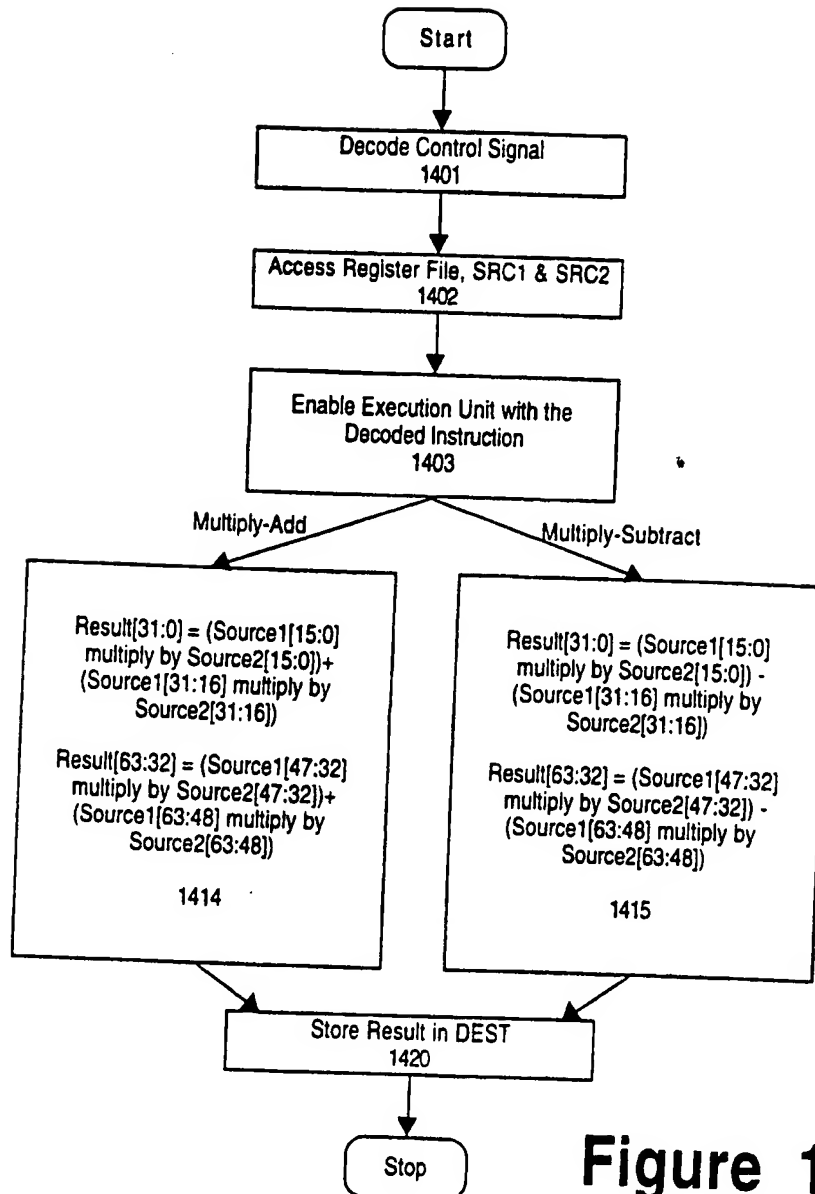 Start
Decode Control Signal
1401
Access Register File, SRC1 & SRC2
1402
Enable Execution Unit with the
Decoded Instruction
1403
Multiply-Add
Multiply-Subtract
Result[31:0] = (Source1[15:0]
multiply by Source2[15:0])+
(Source1[31:16] multiply by
Source2[31:16])
Result[63:32] = (Source1[47:32]
multiply by Source2[47:32])+
(Source1[63:48] multiply by
Source2[63:48])
1414
Result[31:0] = (Source1[15:0]
multiply by Source2[15:0]) -
(Source1[31:16] multiply by
Source2[31:16])
Result[63:32] = (Source1[47:32]
multiply by Source2[47:32]) -
(Source1[63:48] multiply by
Source2[63:48])
1415
Store Result in DEST
1420
Stop
Figure 1